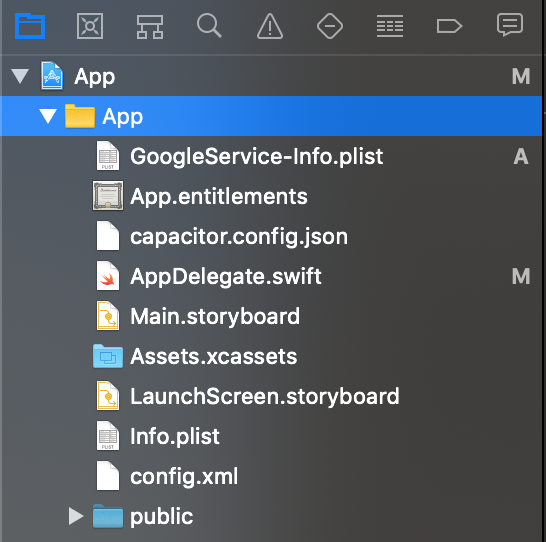 App M
App
GoogleService-Info.plist A
App.entitlements
capacitor.config.json
AppDelegate.swift M
Main.storyboard
Assets.xcassets
LaunchScreen.storyboard
Info.plist
config.xml
public